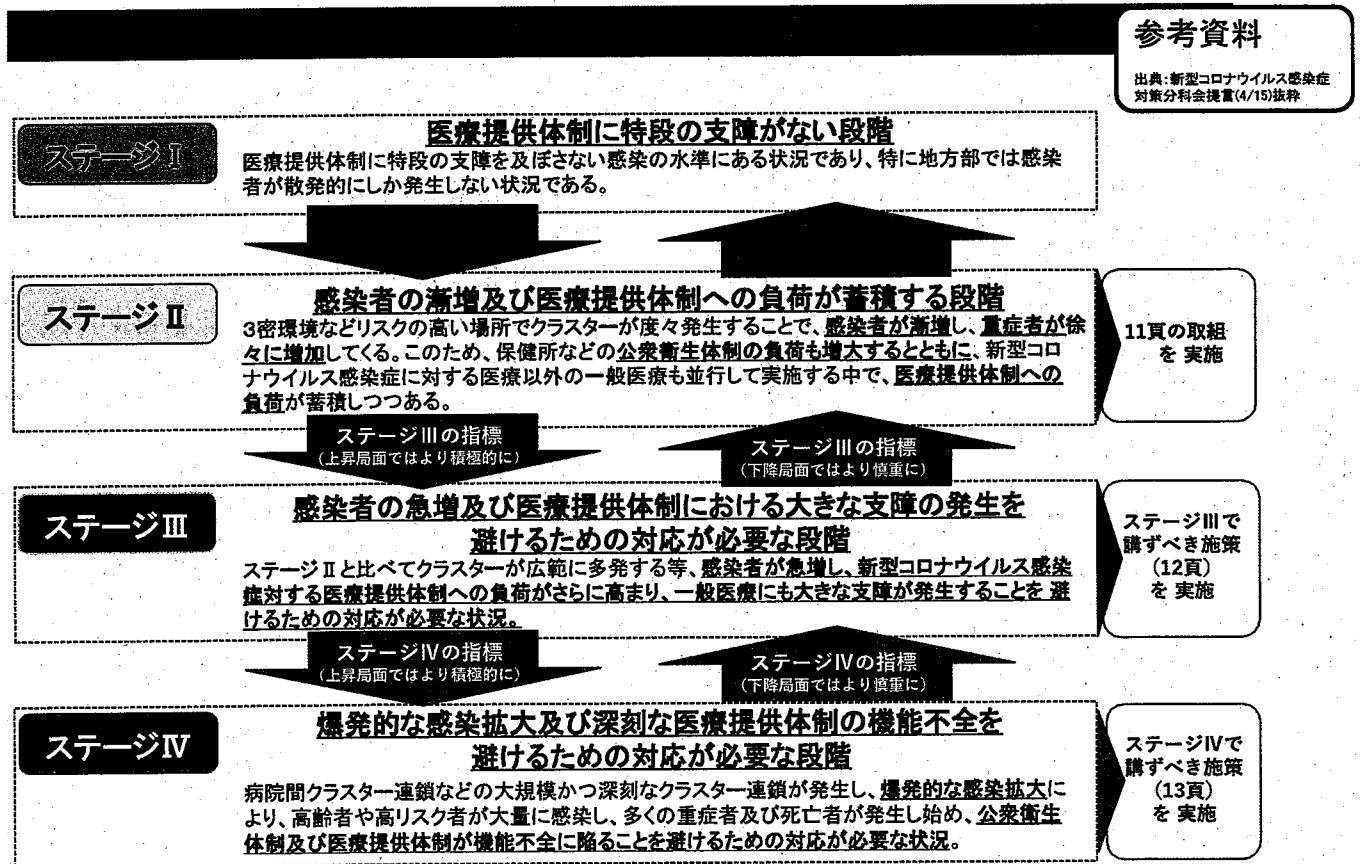 参考資料
出典:新型コロナウイルス感染症
対策分科会提言(4/15)抜粋
ステージⅠ
医療提供体制に特段の支障がない段階
医療提供体制に特段の支障を及ぼさない感染の水準にある状況であり、特に地方部では感染
者が散発的にしか発生しない状況である。
ステージⅡ
感染者の漸増及び医療提供体制への負荷が蓄積する段階
3密環境などリスクの高い場所でクラスターが度々発生することで、感染者が漸増し、重症者が徐
々に増加してくる。このため、保健所などの公衆衛生体制の負荷も増大するとともに、新型コロ
ナウイルス感染症に対する医療以外の一般医療も並行して実施する中で、医療提供体制への
負荷が蓄積しつつある。
11頁の取組
を 実施
ステージⅢの指標
(上昇局面ではより積極的に)
ステージⅢの指標
(下降局面ではより慎重に)
ステージⅢ
感染者の急増及び医療提供体制における大きな支障の発生を
避けるための対応が必要な段階
ステージⅡと比べてクラスターが広範に多発する等、感染者が急増し、新型コロナウイルス感染
症対する医療提供体制への負荷がさらに高まり、一般医療にも大きな支障が発生することを 避
けるための対応が必要な状況。
ステージⅢで
講ずべき施策
(12頁)
を 実施
ステージⅣの指標
(上昇局面ではより積極的に)
ステージⅣの指標
(下降局面ではより慎重に)
ステージⅣ
爆発的な感染拡大及び深刻な医療提供体制の機能不全を
避けるための対応が必要な段階
病院間クラスター連鎖などの大規模かつ深刻なクラスター連鎖が発生し、爆発的な感染拡大に
より、高齢者や高リスク者が大量に感染し、多くの重症者及び死亡者が発生し始め、公衆衛生
体制及び医療提供体制が機能不全に陥ることを避けるための対応が必要な状況。
ステージⅣで
講ずべき施策
(13頁)
を 実施